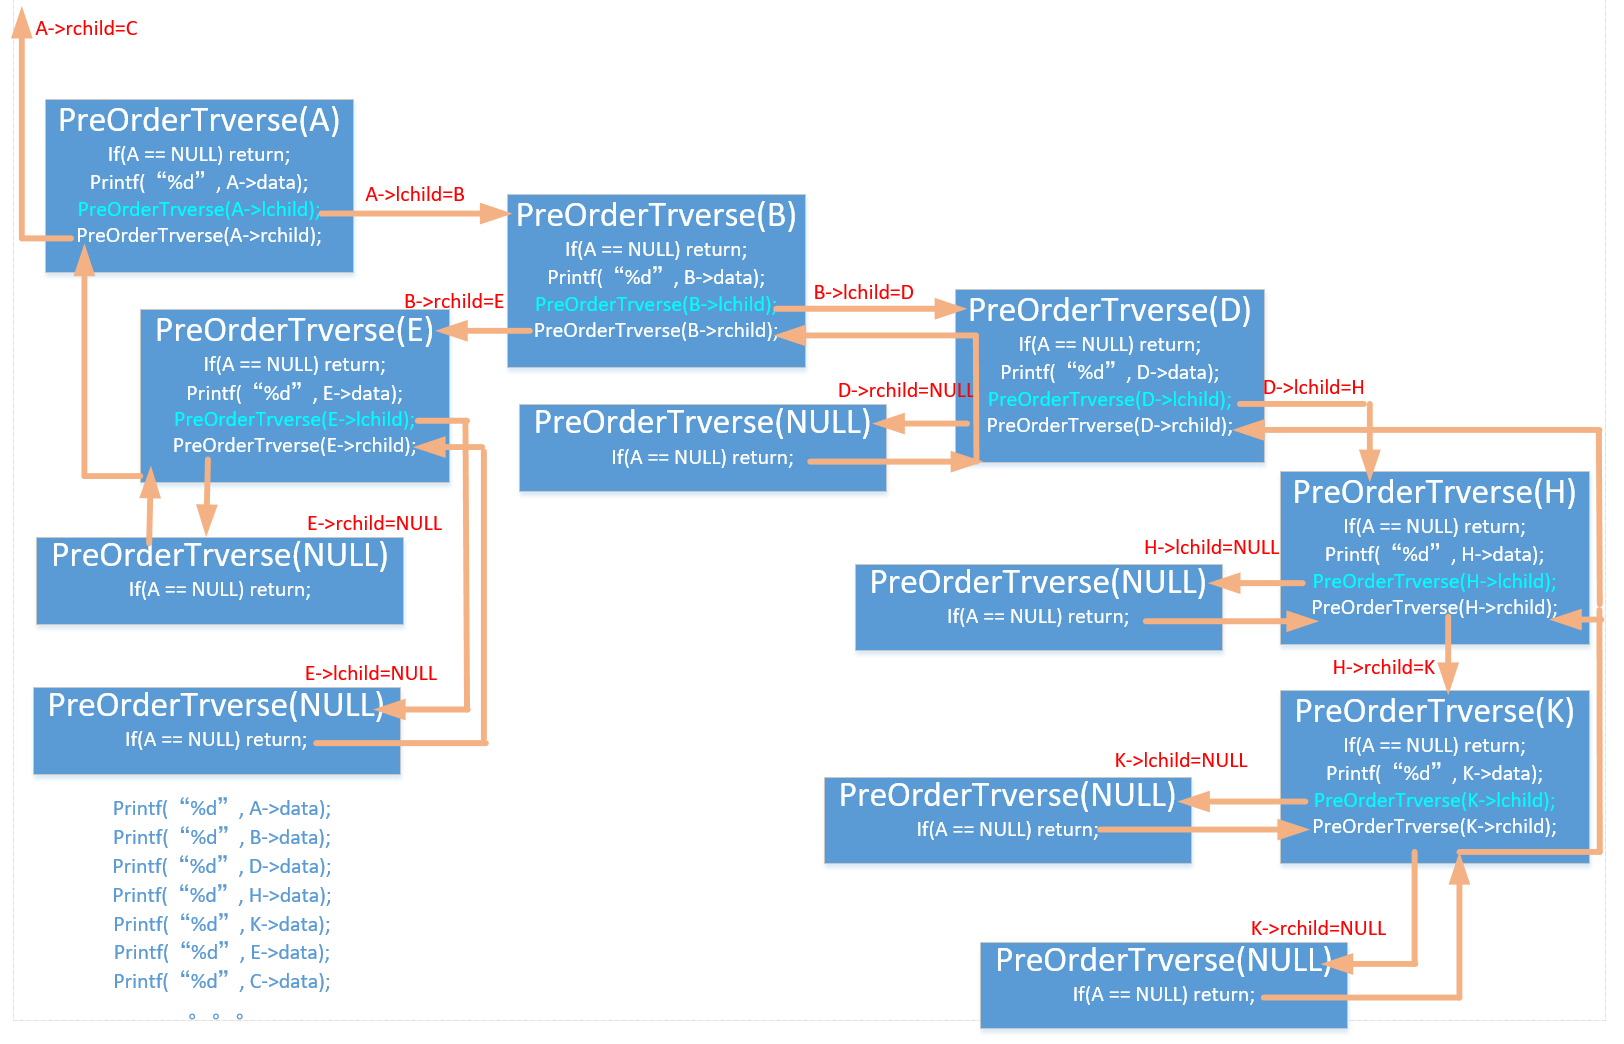 A->rchild=C
PreOrderTrverse(A)
If(A == NULL) return;
Printf( “%d” , A->data);
PreOrderTrverse(A->lchild);
PreOrderTrverse(A->rchild);
A->lchild=B
PreOrderTrverse(B)
If(A == NULL) return;
Printf( “%d” , B->data);
PreOrderTrverse(B->lchild);
PreOrderTrverse(B->rchild);
B->rchild=E
B->lchild=D
PreOrderTrverse(E)
If(A == NULL) return;
Printf( “%d” , E->data);
PreOrderTrverse(E->lchild);
PreOrderTrverse(E->rchild);
PreOrderTrverse(D)
If(A == NULL) return;
Printf( “%d” , D->data);
PreOrderTrverse(D->lchild);
PreOrderTrverse(D->rchild);
D->rchild=NULL
D->lchild=H
PreOrderTrverse(NULL)
If(A == NULL) return;
PreOrderTrverse(H)
If(A == NULL) return;
Printf( “%d” , H->data);
PreOrderTrverse(H->lchild);
PreOrderTrverse(H->rchild);
E->rchild=NULL
PreOrderTrverse(NULL)
If(A == NULL) return;
H->lchild=NULL
PreOrderTrverse(NULL)
If(A == NULL) return;
E->lchild=NULL
PreOrderTrverse(NULL)
If(A == NULL) return;
H->rchild=K
PreOrderTrverse(K)
If(A == NULL) return;
Printf( “%d” , K->data);
PreOrderTrverse(K->lchild);
PreOrderTrverse(K->rchild);
K->lchild=NULL
PreOrderTrverse(NULL)
If(A == NULL) return;
K->rchild=NULL
PreOrderTrverse(NULL)
If(A == NULL) return;
Printf( “%d” , A->data);
Printf( “%d” , B->data);
Printf( “%d” , D->data);
Printf( “%d” , H->data);
Printf( “%d” , K->data);
Printf( “%d” , E->data);
Printf( “%d” , C->data);
。。。